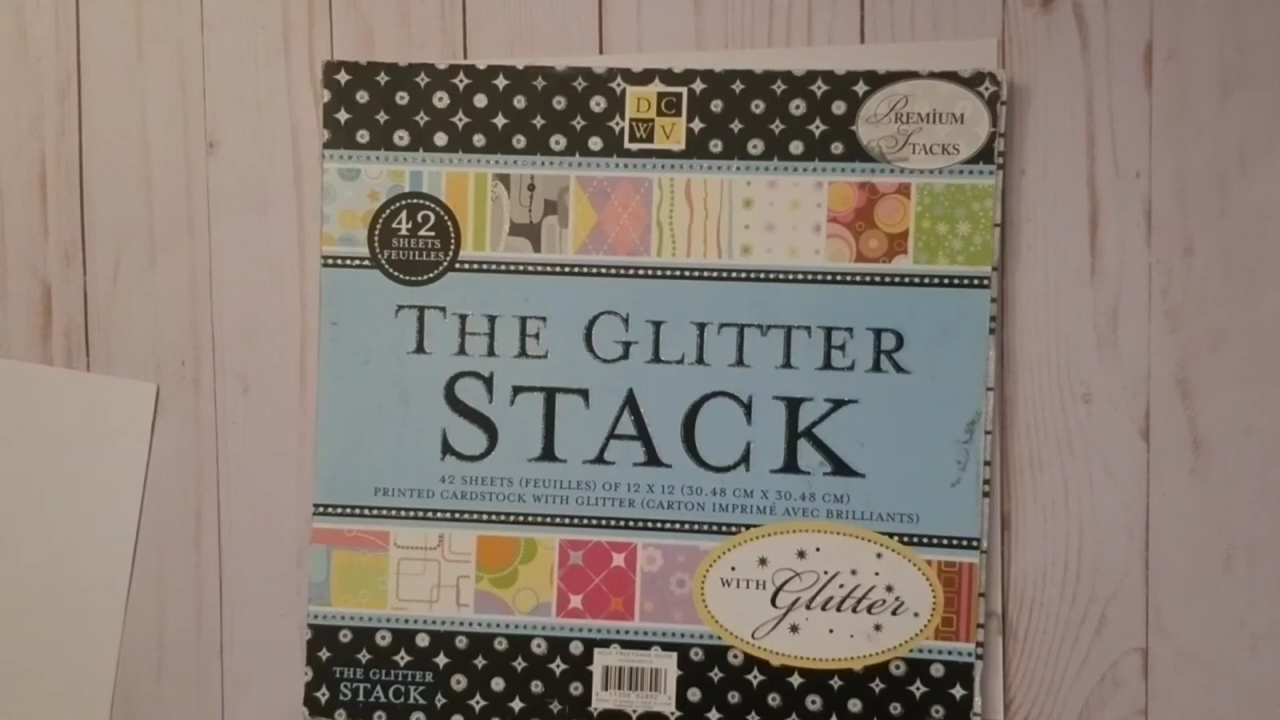 DC
WV
PREMIUM
STACKS
42
SHEETS
FEUILLES
THE GLITTER
STACK
42 SHEETS (FEUILLES) OF 12 X 12 (30.48 CM X 30.48 CM)
PRINTED CARDSTOCK WITH GLITTER (CARTON IMPRIMÉ AVEC BRILLIANTS)
WITH Glitter
THE GLITTER
STACK